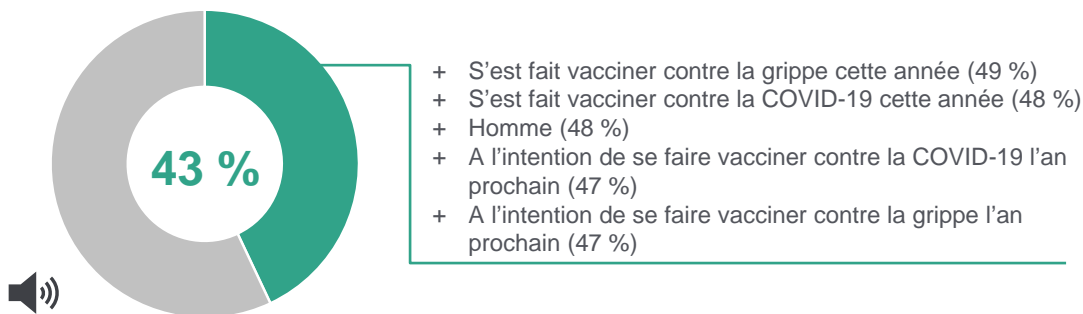 43 %
+ S’est fait vacciner contre la grippe cette année (49 %)
+ S’est fait vacciner contre la COVID-19 cette année (48 %)
+ Homme (48 %)
+ A l’intention de se faire vacciner contre la COVID-19 l’an
prochain (47 %)
+ A l’intention de se faire vacciner contre la grippe l’an
prochain (47 %)